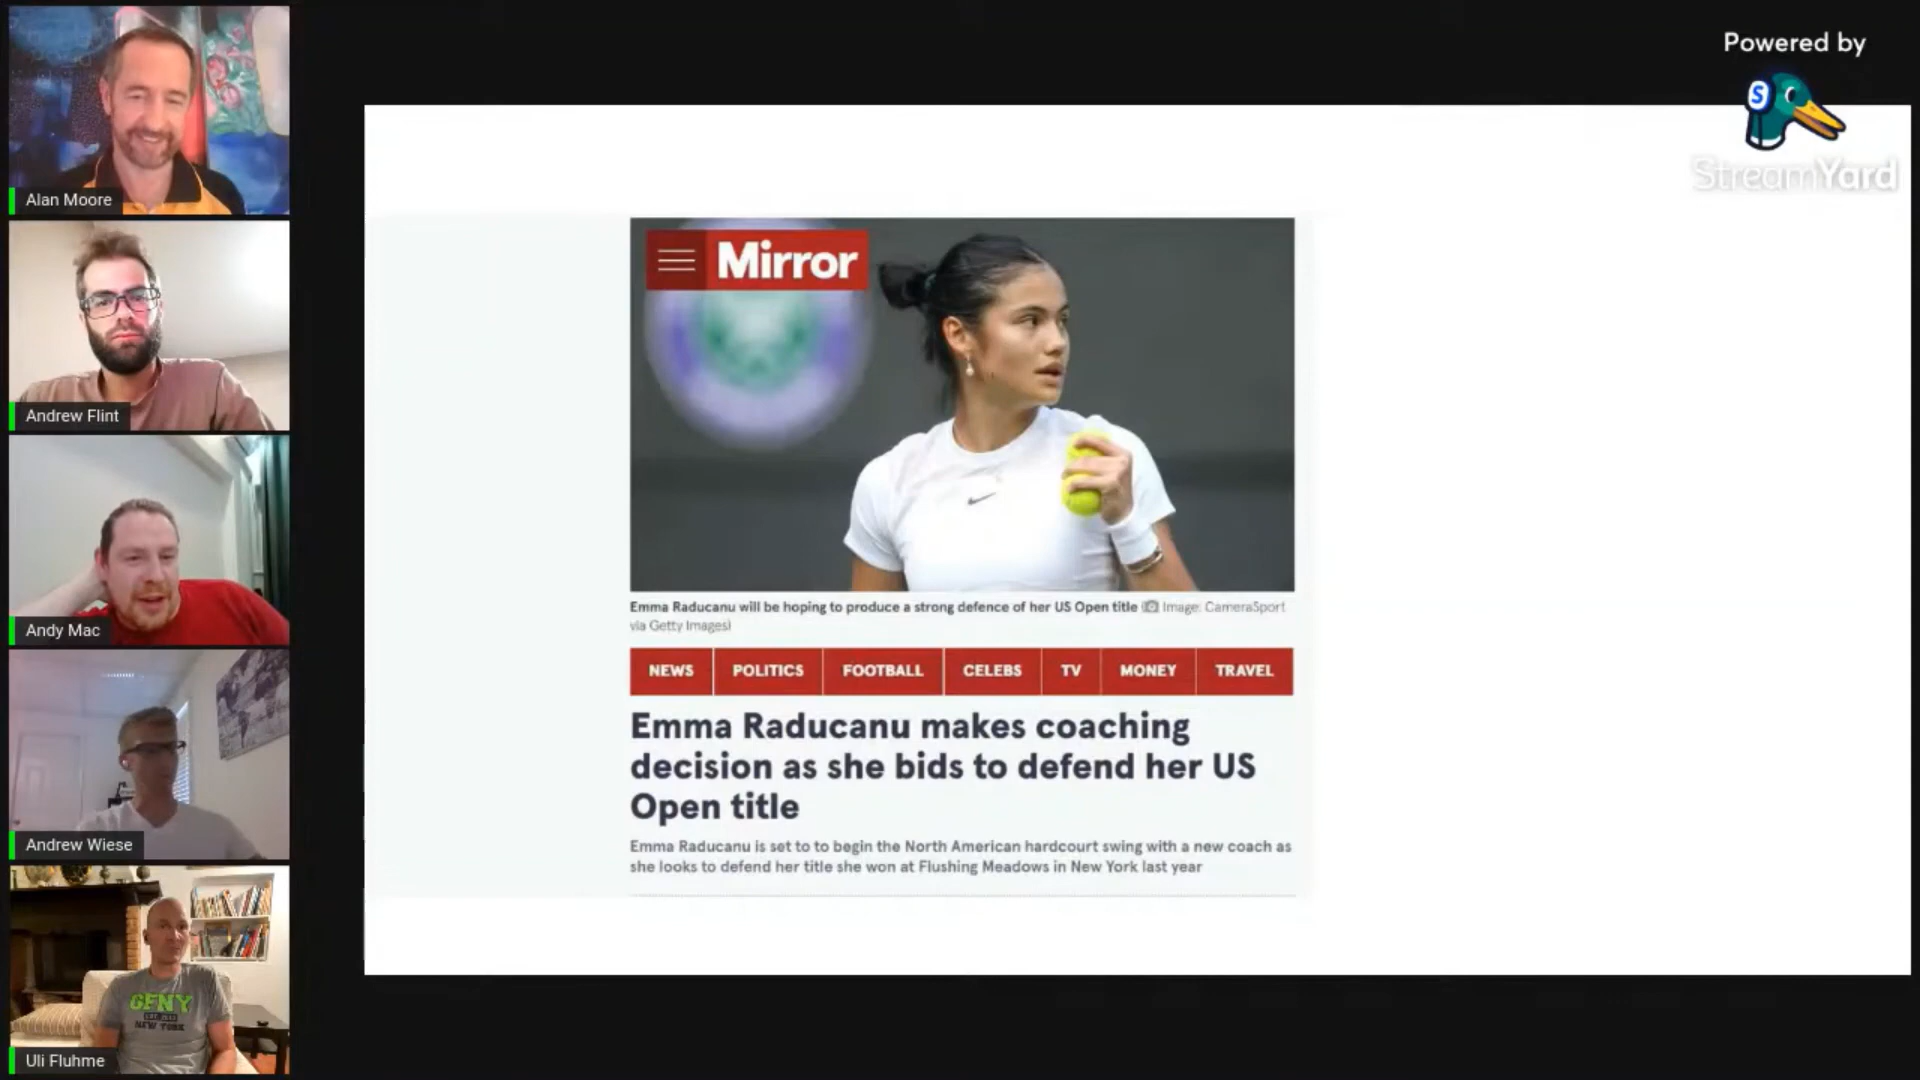 Alan Moore
Andrew Flint
Andy Mac
Andrew Wiese
GFNY
NEW YORK
Uli Fluhme
Powered by
S
StreamYard
Mirror
Emma Raducanu will be hoping to produce a strong defence of her US Open title Image: CameraSport
via Getty Images)
NEWS POLITICS FOOTBALL CELEBS TV MONEY TRAVEL
Emma Raducanu makes coaching
decision as she bids to defend her US
Open title
Emma Raducanu is set to to begin the North American hardcourt swing with a new coach as
she looks to defend her title she won at Flushing Meadows in New York last year